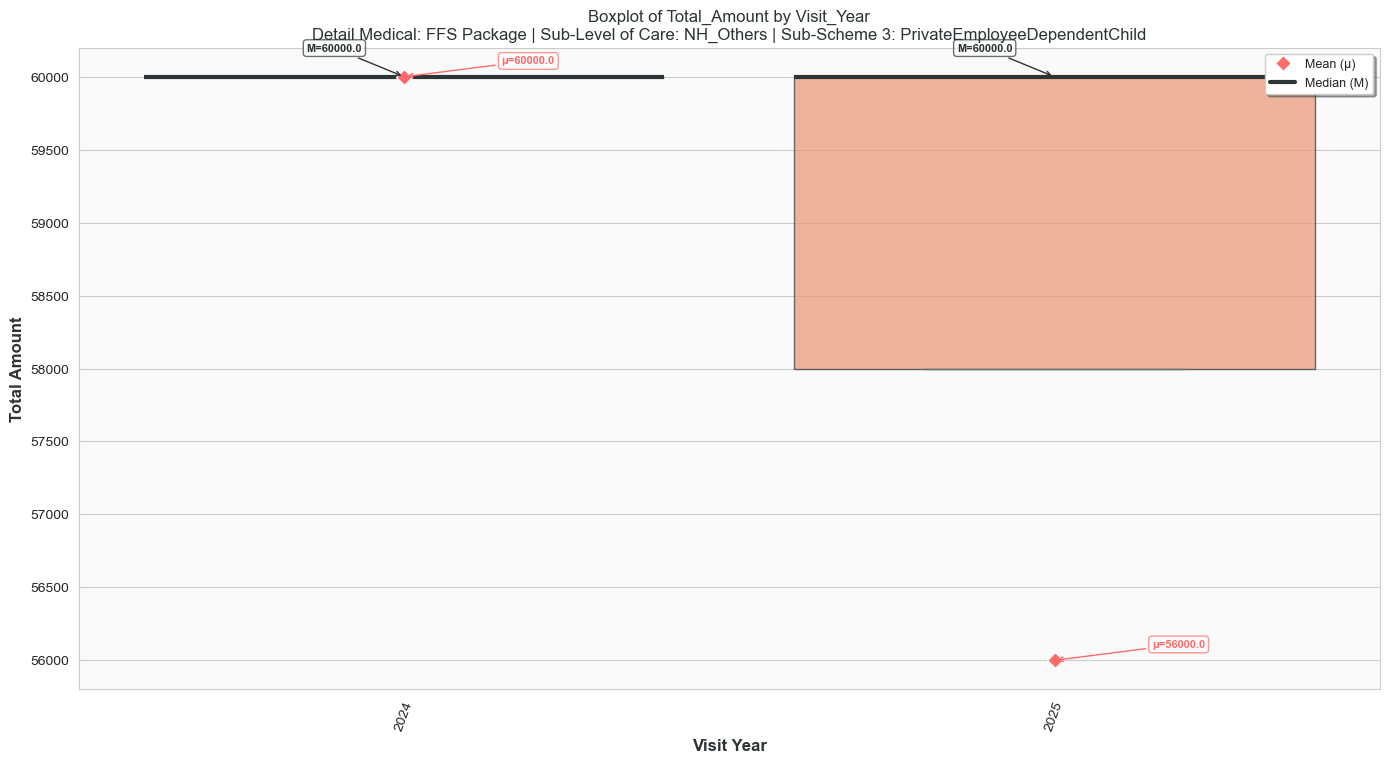 Boxplot of Total_Amount by Visit_Year
Detail Medical: FFS Package | Sub-Level of Care: NH_Others | Sub-Scheme 3: PrivateEmployeeDependentChild
M=60000.0
μ=60000.0
M=60000.0
Mean (μ)
Median (M)
60000
59500
59000
58500
58000
57500
57000
56500
56000
Total Amount
μ=56000.0
2024
2025
Visit Year